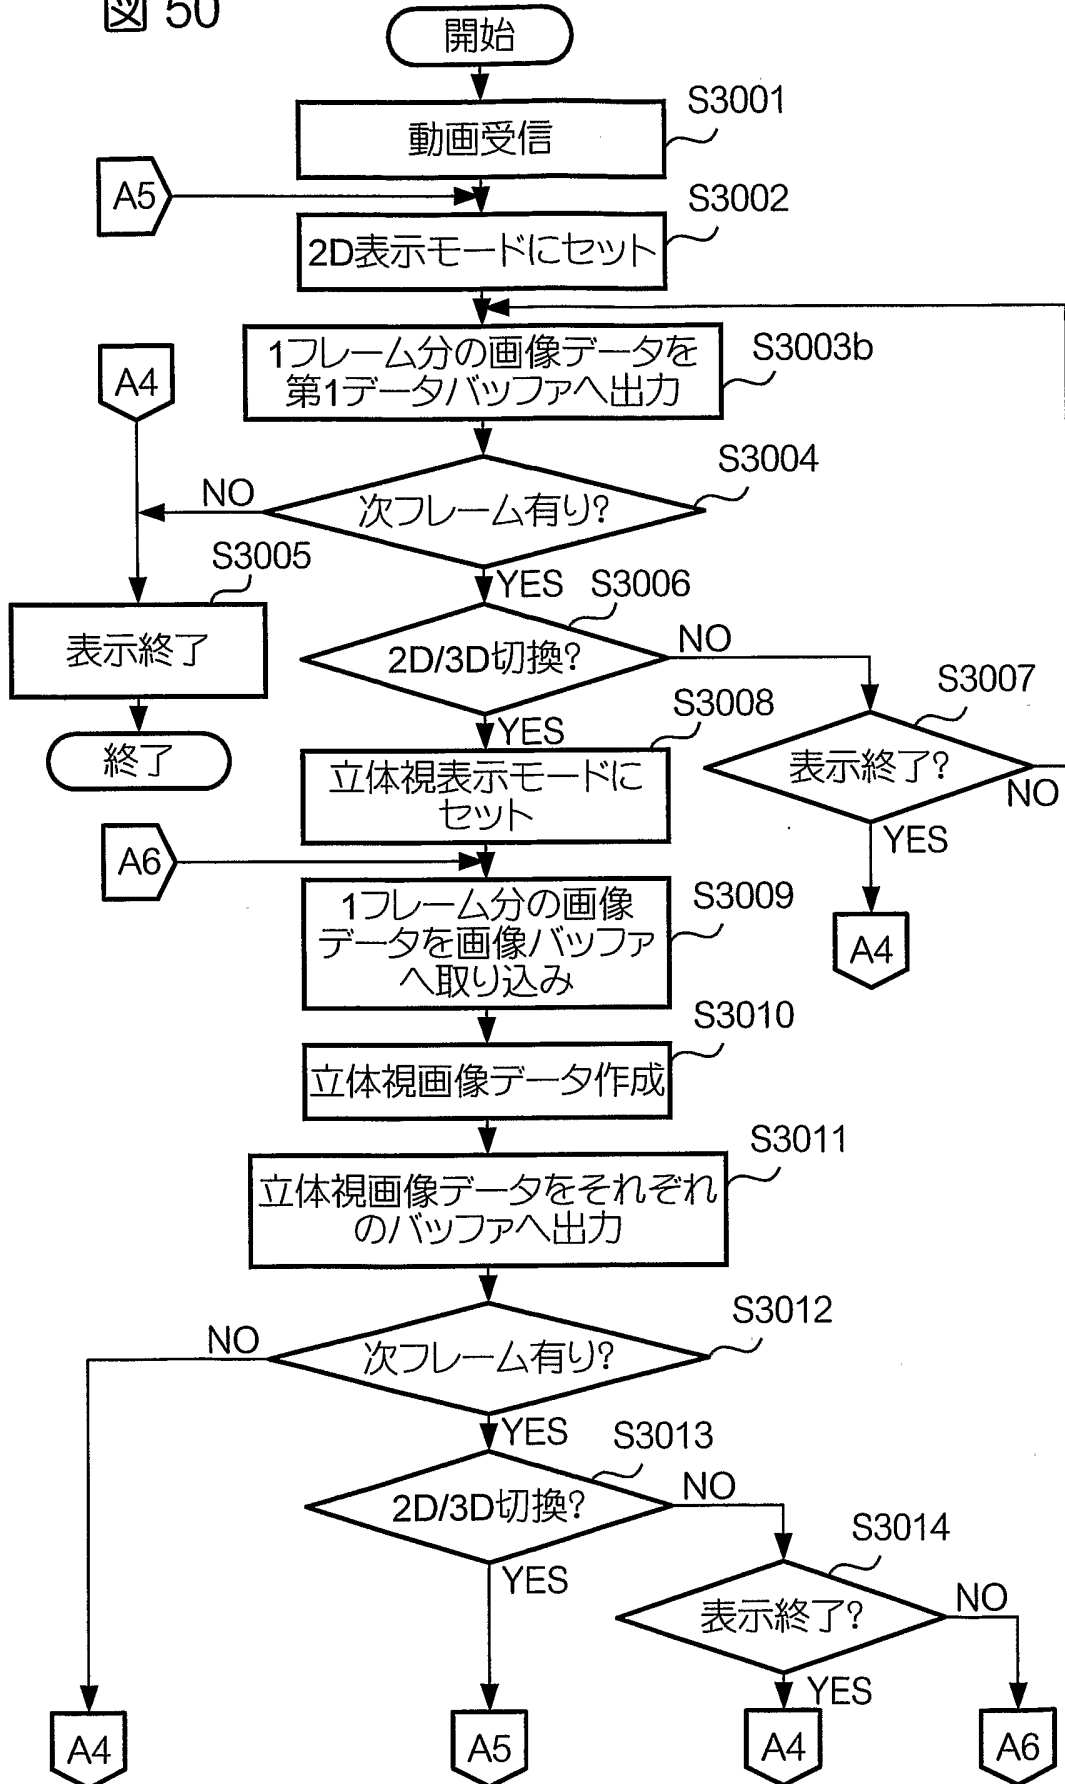 図 50
開始
動画受信
S3001
A5
2D表示モードにセット
S3002
1フレーム分の画像データを
第1データバッファへ出力
S3003b
A4
次フレーム有り?
S3004
NO
YES
S3005
表示終了
終了
2D/3D切換?
S3006
NO
YES
S3007
表示終了?
NO
YES
A4
S3008
立体視表示モードに
セット
A6
1フレーム分の画像
データを画像バッファ
へ取り込み
S3009
立体視画像データ作成
S3010
立体視画像データをそれぞれ
のバッファへ出力
S3011
次フレーム有り?
S3012
NO
YES
2D/3D切換?
S3013
NO
YES
表示終了?
S3014
NO
YES
A4
A5
A4
A6